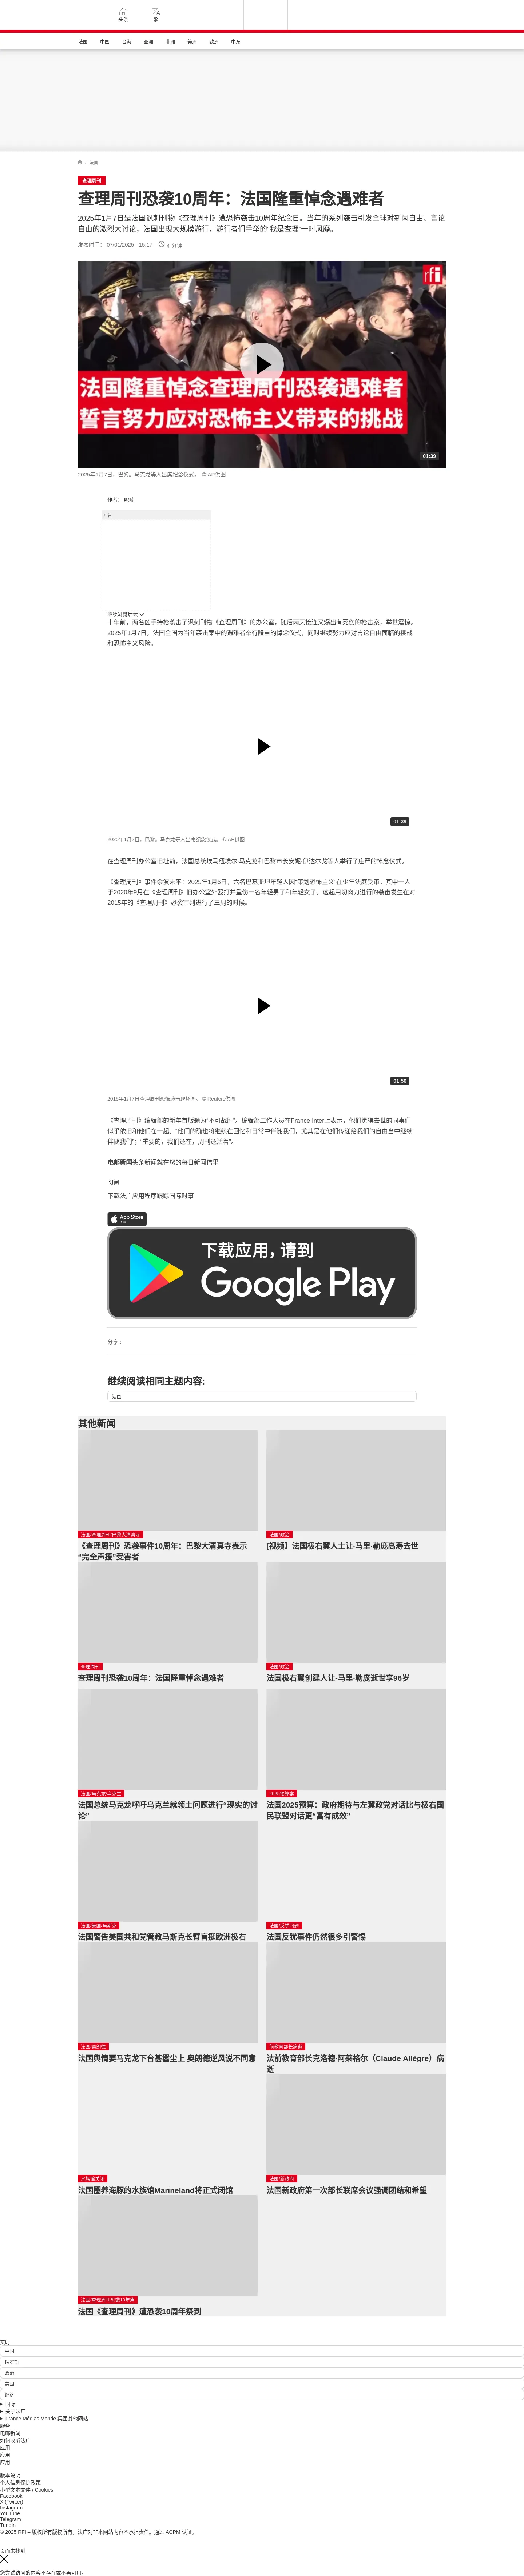 头条
繁
法国
中国
台海
亚洲
非洲
美洲
欧洲
中东
/ 法国
查理周刊
查理周刊恐袭10周年：法国隆重悼念遇难者
2025年1月7日是法国讽刺刊物《查理周刊》遭恐怖袭击10周年纪念日。当年的系列袭击引发全球对新闻自由、言论自由的激烈大讨论，法国出现大规模游行，游行者们手举的“我是查理”一时风靡。
发表时间： 07/01/2025 - 15:17
4 分钟
rfi
法国隆重悼念查理周刊恐袭遇难者
誓言努力应对恐怖主义带来的挑战
01:39
2025年1月7日，巴黎。马克龙等人出席纪念仪式。 © AP供图
作者：
广告
继续浏览后续
十年前，两名凶手持枪袭击了讽刺刊物《查理周刊》的办公室，随后两天接连又爆出有死伤的枪击案，举世震惊。
2025年1月7日，法国全国为当年袭击案中的遇难者举行隆重的悼念仪式，同时继续努力应对言论自由面临的挑战
和恐怖主义风险。
01:39
2025年1月7日，巴黎。马克龙等人出席纪念仪式。 © AP供图
在查理周刊办公室旧址前，法国总统埃马纽埃尔·马克龙和巴黎市长安妮·伊达尔戈等人举行了庄严的悼念仪式。
《查理周刊》事件余波未平：2025年1月6日，六名巴基斯坦年轻人因“策划恐怖主义”在少年法庭受审。其中一人
于2020年9月在《查理周刊》旧办公室外殴打并重伤一名年轻男子和年轻女子。这起用切肉刀进行的袭击发生在对
2015年的《查理周刊》恐袭审判进行了三周的时候。
01:58
2015年1月7日查理周刊恐怖袭击现场图。 © Reuters供图
《查理周刊》编辑部的新年首版题为“不可战胜”。编辑部工作人员在France Inter上表示，他们觉得去世的同事们
似乎依旧和他们在一起。“他们的确也将继续在回忆和日常中伴随我们，尤其是在他们传递给我们的自由当中继续
伴随我们”；“重要的，我们还在，周刊还活着”。
电邮新闻头条新闻就在您的每日新闻信里
订阅
下载法广应用程序跟踪国际时事
App Store
下载
下载应用，请到
Google Play
分享 :
继续阅读相同主题内容:
法国
其他新闻
法国/查理周刊/巴黎大清真寺
《查理周刊》恐袭事件10周年：巴黎大清真寺表示“完全声援”受害者
法国/政治
[视频】法国极右翼人士让·马里·勒庞高寿去世
查理周刊
查理周刊恐袭10周年：法国隆重悼念遇难者
法国/政治
法国极右翼创建人让-马里·勒庞逝世享96岁
法国/马克龙/乌克兰
法国总统马克龙呼吁乌克兰就领土问题进行“现实的讨论”
2025预算案
法国2025预算：政府期待与左翼政党对话比与极右国民联盟对话更“富有成效”
法国/美国/马斯克
法国警告美国共和党管教马斯克长臂盲挺欧洲极右
法国/反犹问题
法国反犹事件仍然很多引警惕
法国/奥朗德
法国舆情要马克龙下台甚嚣尘上 奥朗德逆风说不同意
前教育部长病逝
法前教育部长克洛德·阿莱格尔（Claude Allègre）病逝
水族馆关闭
法国圈养海豚的水族馆Marineland将正式闭馆
法国/新政府
法国新政府第一次部长联席会议强调团结和希望
法国/查理周刊恐袭10年祭
法国《查理周刊》遭恐袭10周年祭到
实时
中国
俄罗斯
政治
美国
经济
国际
关于法广
France Médias Monde 集团其他网站
服务
电邮新闻
如何收听法广
应用
应用
应用
版本说明
个人信息保护政策
小型文本文件 / Cookies
Facebook
X (Twitter)
Instagram
YouTube
Telegram
TuneIn
© 2025 RFI – 版权所有版权所有。法广对非本网站内容不承担责任。通过 ACPM 认证。
页面未找到
您尝试访问的内容不存在或不再可用。